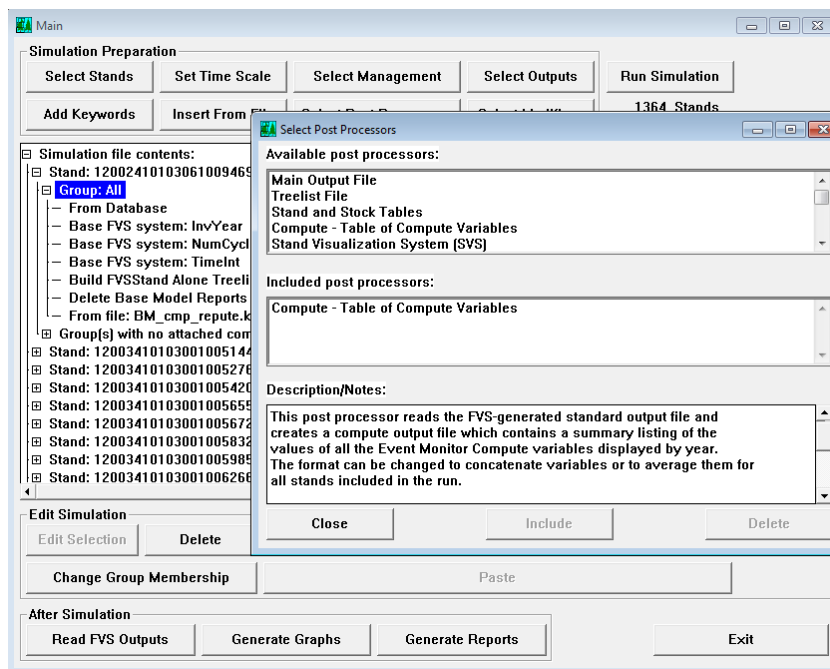 Main
Simulation Preparation
Select Stands
Set Time Scale
Select Management
Select Outputs
Run Simulation
Add Keywords
Insert From
1364 Stands
Select Post Processors
Simulation file contents:
Stand: 12002410103061009469
Group: All
From Database
Base FVS system: InvYear
Base FVS system: NumCycl
Base FVS system: TimeInt
Build FVSStand Alone Treeli
Delete Base Model Reports
From file: BM_cmp_repute.k
Group(s) with no attached com
Stand: 1200341010300100514
Stand: 12003410103001005276
Stand: 12003410103001005420
Stand: 12003410103001005655
Stand: 12003410103001005672
Stand: 12003410103001005832
Stand: 12003410103001005985
Stand: 12003410103001006266
Available post processors:
Main Output File
Treelist File
Stand and Stock Tables
Compute - Table of Compute Variables
Stand Visualization System (SVS)
Included post processors:
Compute - Table of Compute Variables
Description/Notes:
This post processor reads the FVS-generated standard output file and
creates a compute output file which contains a summary listing of the
values of all the Event Monitor Compute variables displayed by year.
The format can be changed to concatenate variables or to average them for
all stands included in the run.
Close
Include
Delete
Edit Simulation
Edit Selection
Delete
Change Group Membership
Paste
After Simulation
Read FVS Outputs
Generate Graphs
Generate Reports
Exit